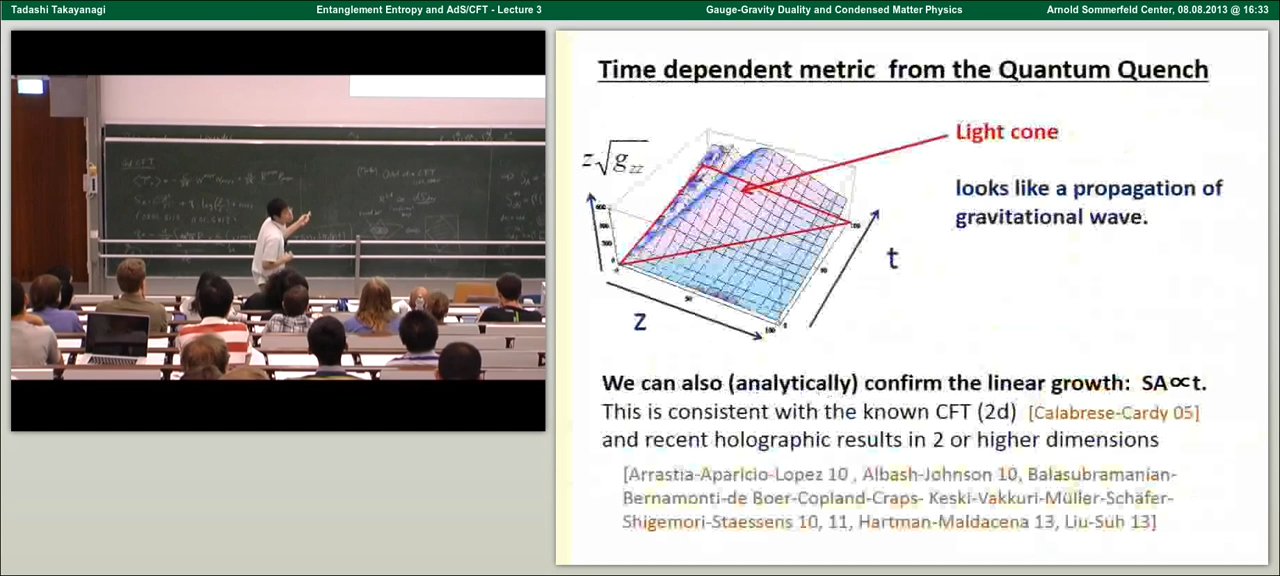 Tadashi Takayanagi
Entanglement Entropy and AdS/CFT - Lecture 3
Gauge-Gravity Duality and Condensed Matter Physics
Arnold Sommerfeld Center, 08.08.2013 @ 16:33
Time dependent metric from the Quantum Quench
z√g_zz
Light cone
looks like a propagation of
gravitational wave.
t
z
50
100
We can also (analytically) confirm the linear growth: SA∝t.
This is consistent with the known CFT (2d) [Calabrese-Cardy 05]
and recent holographic results in 2 or higher dimensions
[Arrastia-Aparicio-Lopez 10 , Albash-Johnson 10, Balasubramanian-
Bernamonti-de Boer-Copland-Craps- Keski-Vakkuri-Müller-Schäfer-
Shigemori-Staessens 10, 11, Hartman-Maldacena 13, Liu-Suh 13]